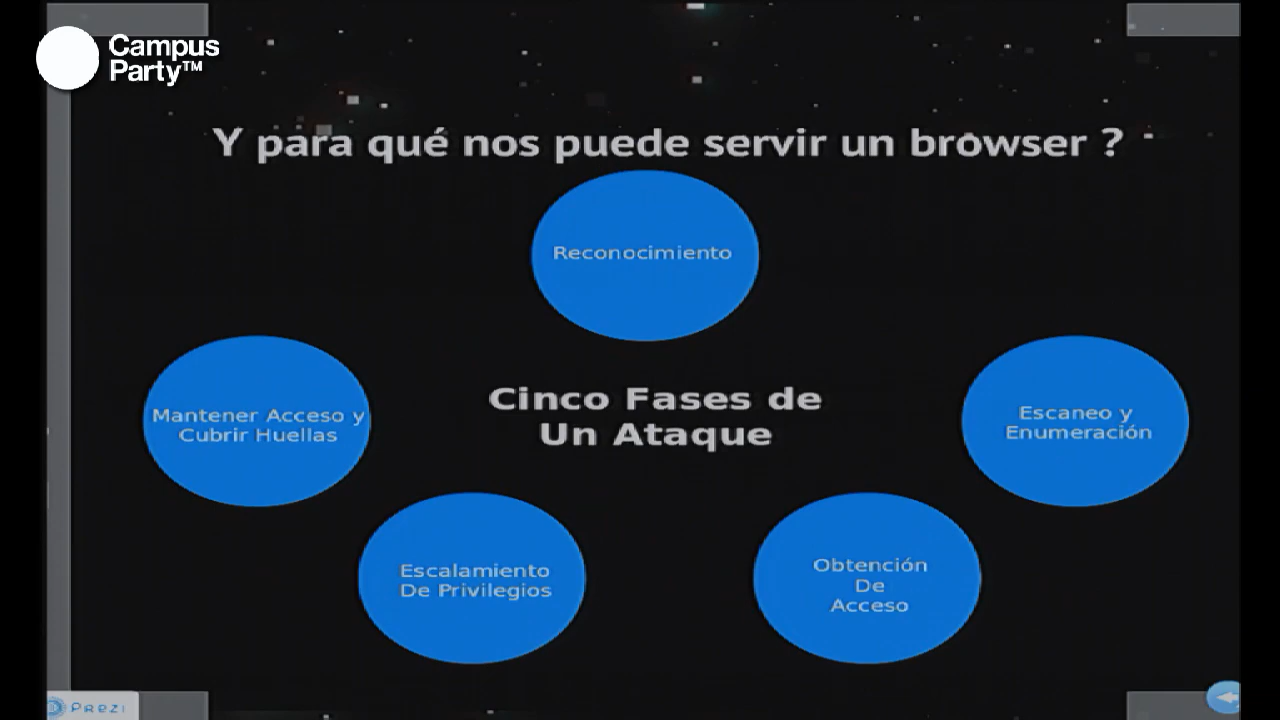 Campus
Party™
Y para qué nos puede servir un browser ?
Reconocimiento
Mantener Acceso y
Cubrir Huellas
Cinco Fases de
Un Ataque
Escaneo y
Enumeración
Escalamiento
De Privilegios
Obtención
De
Acceso
Prezi